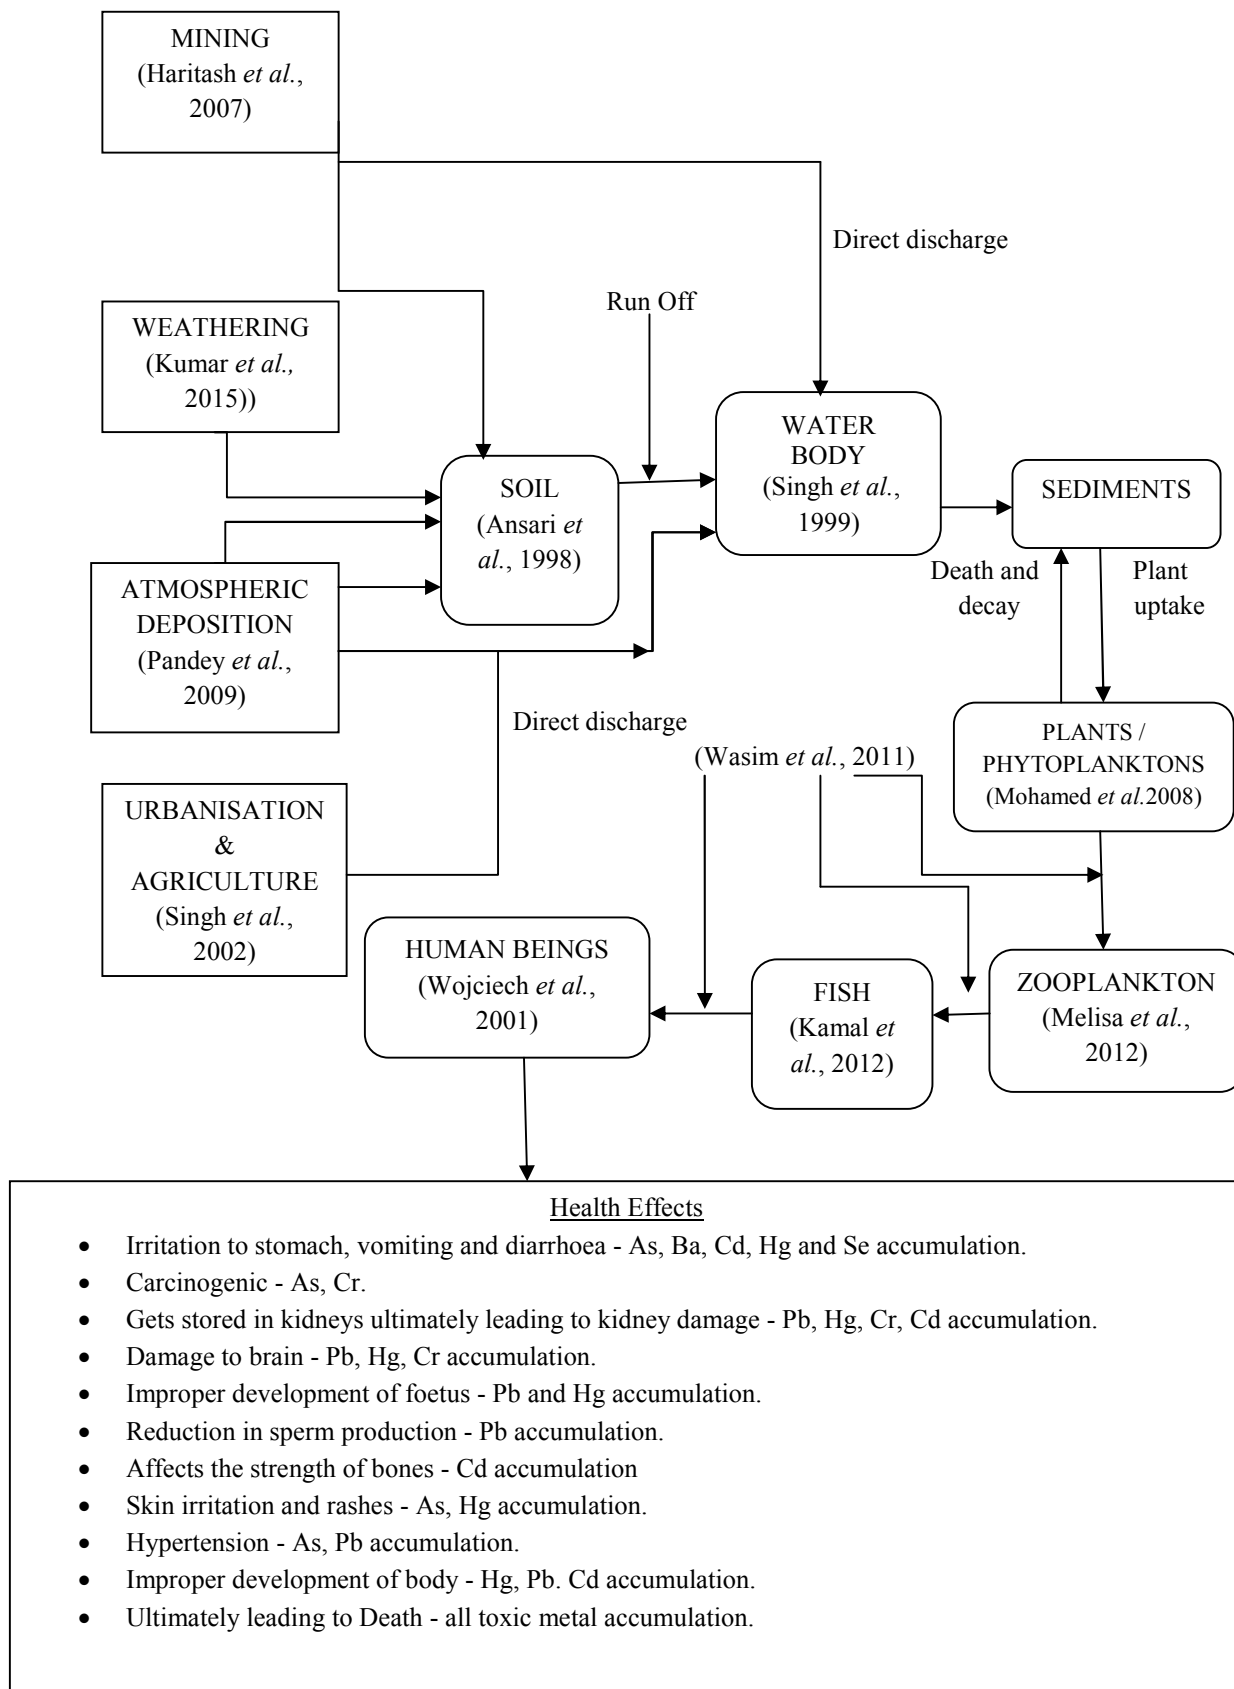 MINING
(Haritash et al.,
2007)
Direct discharge
Run Off
WEATHERING
(Kumar et al.,
2015))
WATER
BODY
(Singh et al.,
1999)
SOIL
(Ansari et
al., 1998)
SEDIMENTS
Death and
decay
Plant
uptake
ATMOSPHERIC
DEPOSITION
(Pandey et al.,
2009)
Direct discharge
(Wasim et al., 2011)
PLANTS /
PHYTOPLANKTONS
(Mohamed et al.2008)
URBANISATION
&
AGRICULTURE
(Singh et al.,
2002)
HUMAN BEINGS
(Wojciech et al.,
2001)
FISH
(Kamal et
al., 2012)
ZOOPLANKTON
(Melisa et al.,
2012)
Health Effects
• Irritation to stomach, vomiting and diarrhoea - As, Ba, Cd, Hg and Se accumulation.
• Carcinogenic - As, Cr.
• Gets stored in kidneys ultimately leading to kidney damage - Pb, Hg, Cr, Cd accumulation.
• Damage to brain - Pb, Hg, Cr accumulation.
• Improper development of foetus - Pb and Hg accumulation.
• Reduction in sperm production - Pb accumulation.
• Affects the strength of bones - Cd accumulation
• Skin irritation and rashes - As, Hg accumulation.
• Hypertension - As, Pb accumulation.
• Improper development of body - Hg, Pb. Cd accumulation.
• Ultimately leading to Death - all toxic metal accumulation.